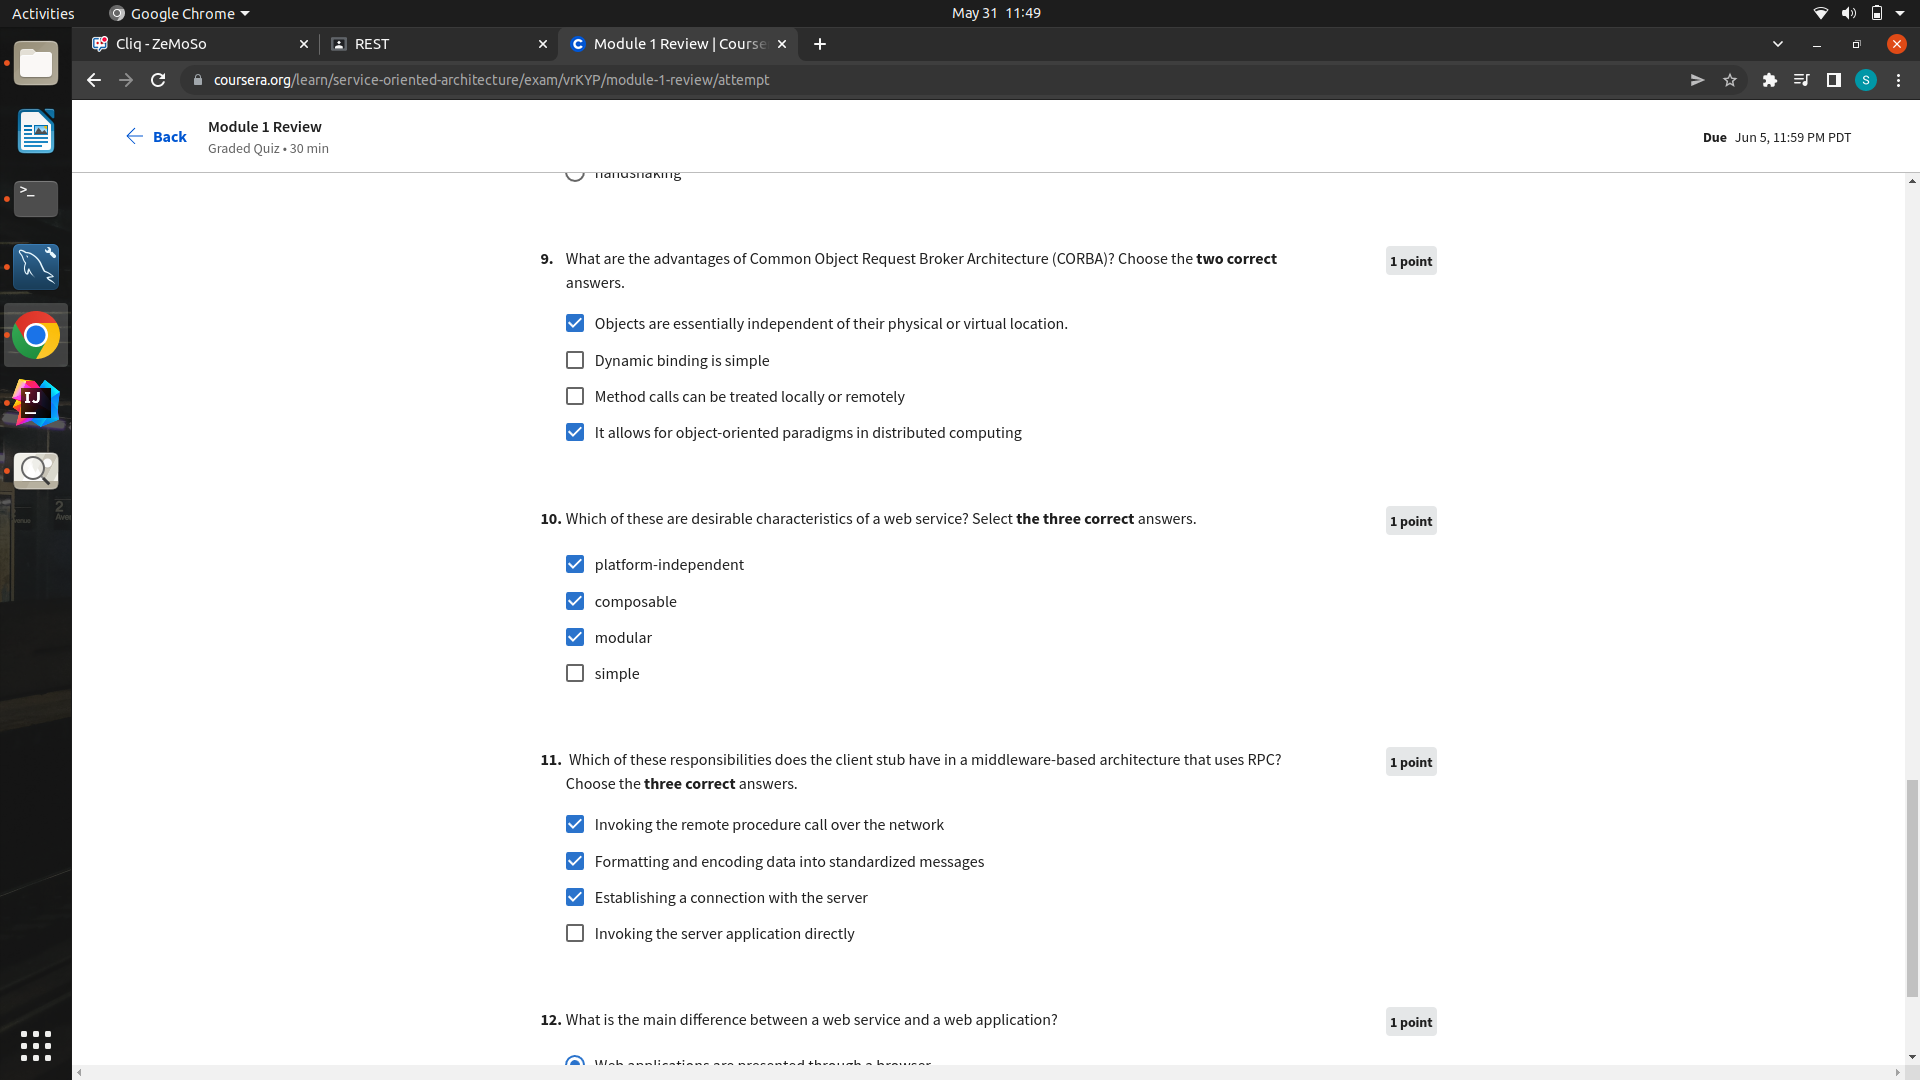 Activities
Google Chrome
May 31 11:49
Cliq - ZeMoSo
REST
Module 1 Review | Course
coursera.org/learn/service-oriented-architecture/exam/vrKYP/module-1-review/attempt
S
Back
Module 1 Review
Graded Quiz • 30 min
Due Jun 5, 11:59 PM PDT
handshaking
9. What are the advantages of Common Object Request Broker Architecture (CORBA)? Choose the two correct
answers.
1 point
Objects are essentially independent of their physical or virtual location.
Dynamic binding is simple
Method calls can be treated locally or remotely
It allows for object-oriented paradigms in distributed computing
10. Which of these are desirable characteristics of a web service? Select the three correct answers.
1 point
platform-independent
composable
modular
simple
11. Which of these responsibilities does the client stub have in a middleware-based architecture that uses RPC?
Choose the three correct answers.
1 point
Invoking the remote procedure call over the network
Formatting and encoding data into standardized messages
Establishing a connection with the server
Invoking the server application directly
12. What is the main difference between a web service and a web application?
1 point
Web applications are presented through a browser
>_
IJ
2